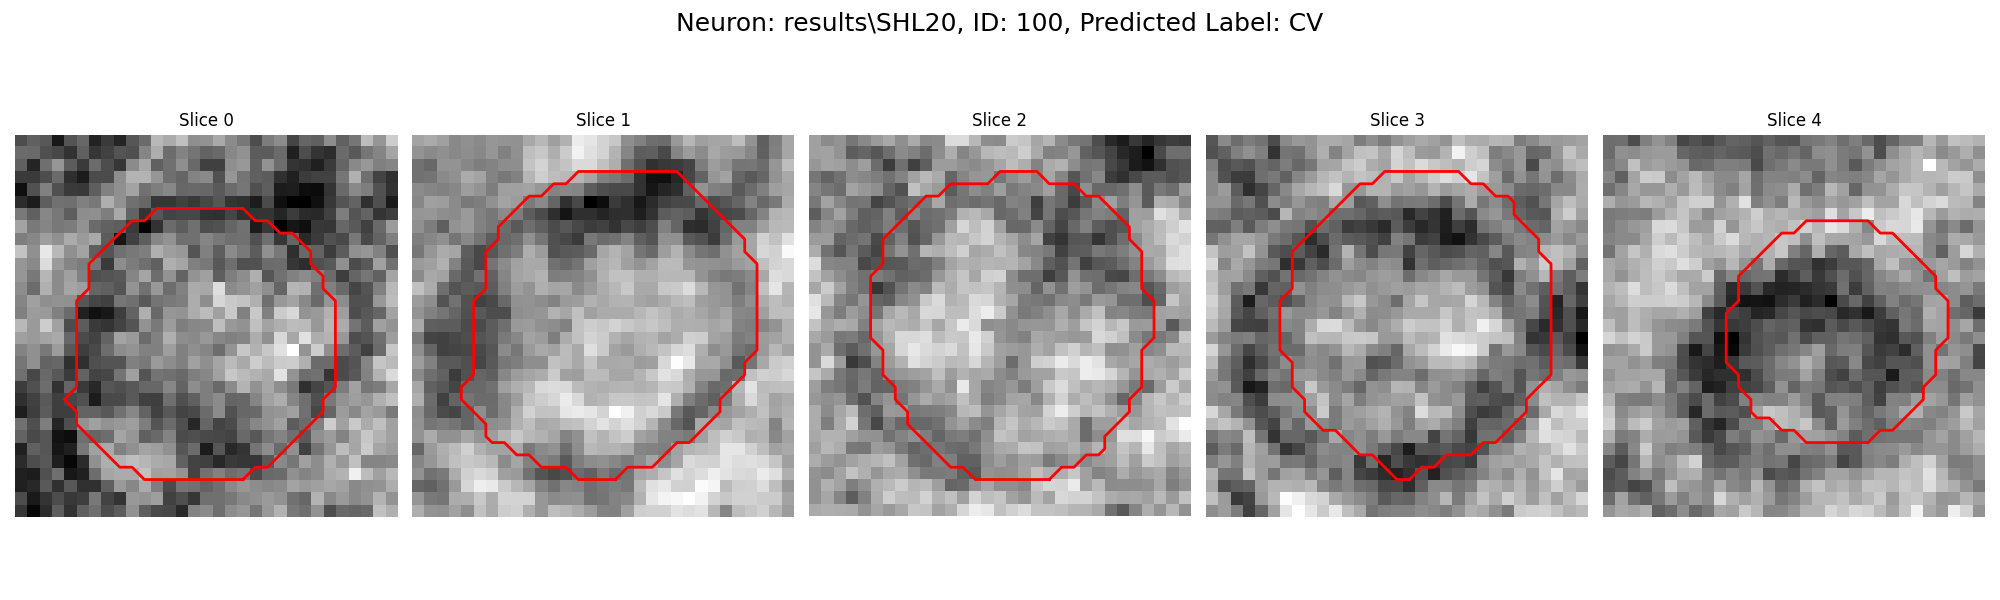 Neuron: results\SHL20, ID: 100, Predicted Label: CV
Slice 0
Slice 1
Slice 2
Slice 3
Slice 4